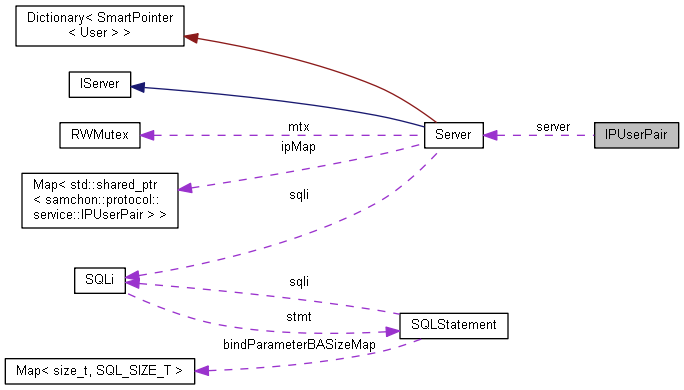 Dictionary< SmartPointer
< User > >
IServer
RWMutex
mtx
Server
server
IPUserPair
ipMap
Map< std::shared_ptr
< samchon::protocol::
service::IPUserPair > >
sqli
SQLi
sqli
stmt
SQLStatement
bindParameterBASizeMap
Map< size_t, SQL_SIZE_T >